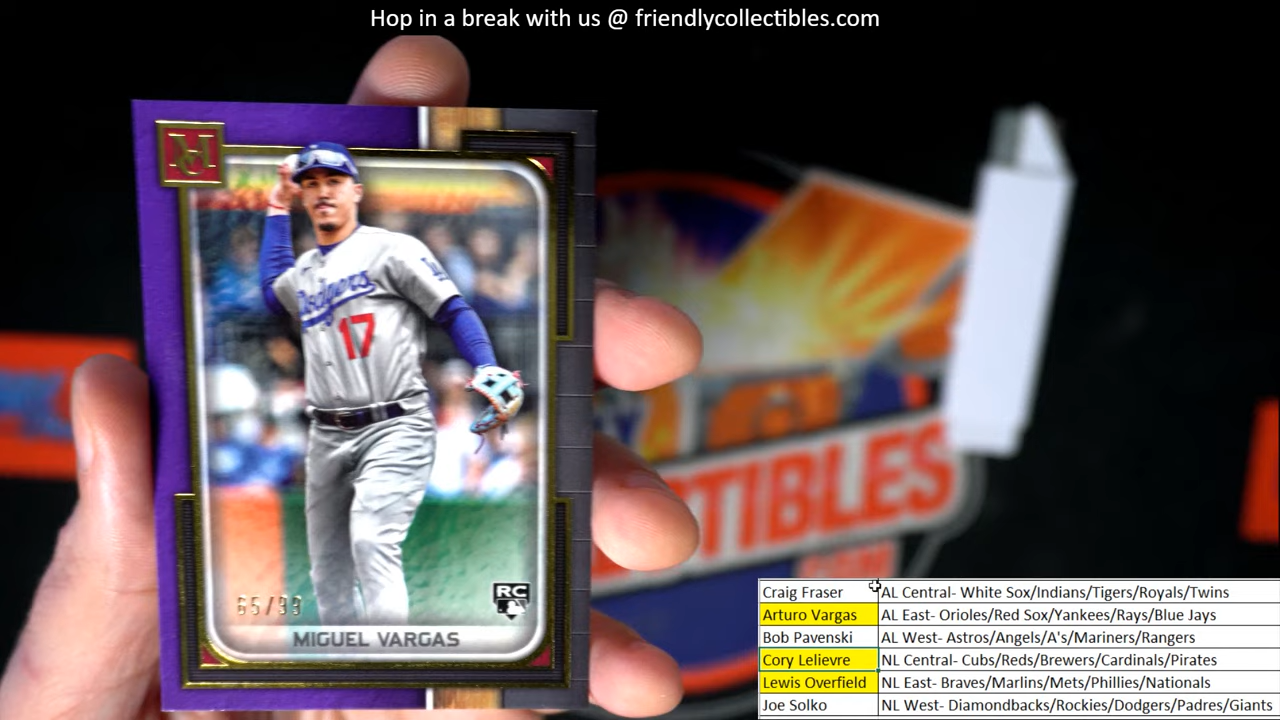 Hop in a break with us @ friendlycollectibles.com
Dodgers
17
65/99
RC
MIGUEL VARGAS
TIBLES
Craig Fraser AL Central- White Sox/Indians/Tigers/Royals/Twins
Arturo Vargas AL East- Orioles/Red Sox/Yankees/Rays/Blue Jays
Bob Pavenski AL West- Astros/Angels/A's/Mariners/Rangers
Cory Lelievre NL Central- Cubs/Reds/Brewers/Cardinals/Pirates
Lewis Overfield NL East- Braves/Marlins/Mets/Phillies/Nationals
Joe Solko NL West- Diamondbacks/Rockies/Dodgers/Padres/Giants